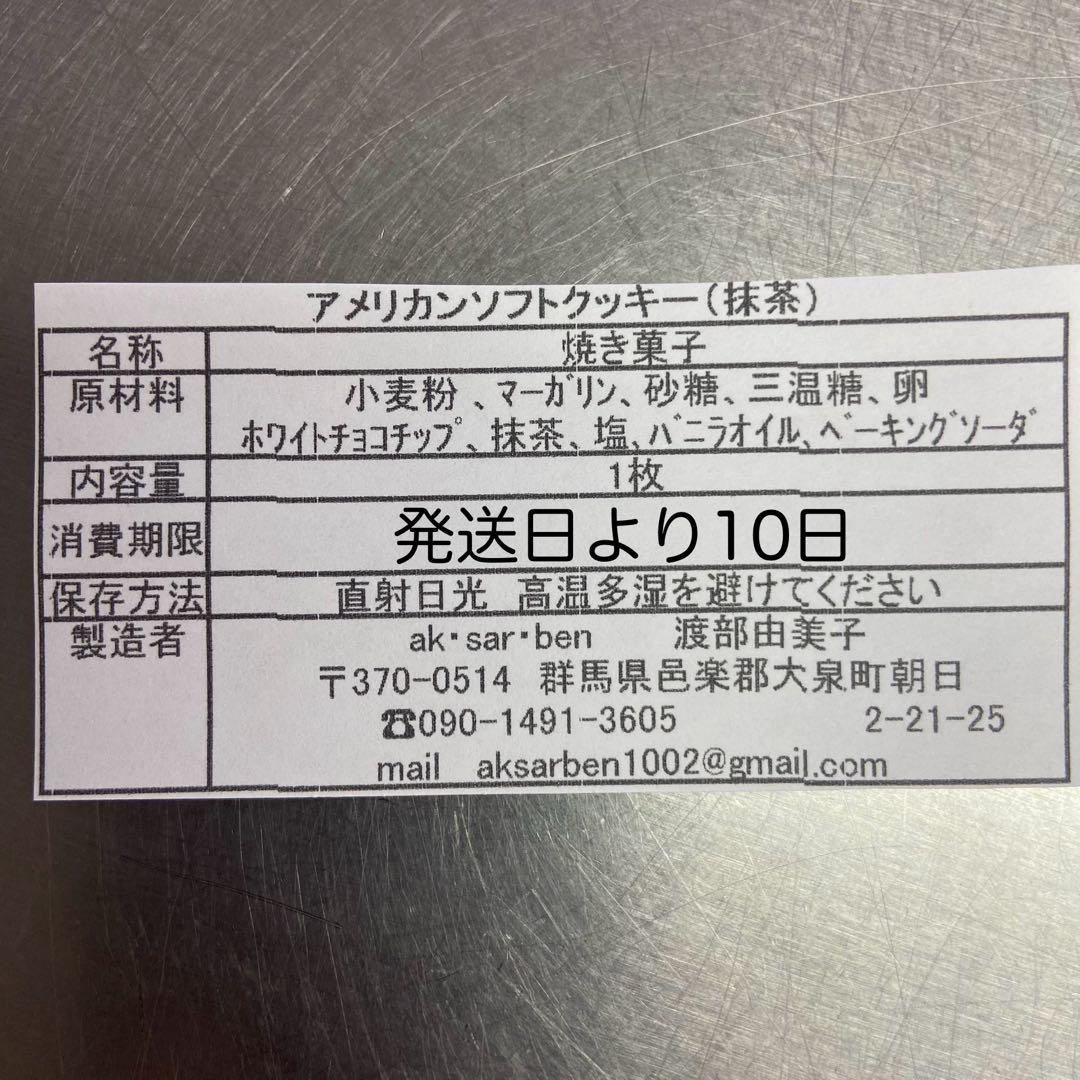 アメリカンソフトクッキー(抹茶)
名称 焼き菓子
原材料 小麦粉、マーガリン、砂糖、三温糖、卵
ホワイトチョコチップ、抹茶、塩、バニラオイル、ベーキングソーダ
内容量 1枚
消費期限 発送日より10日
保存方法 直射日光 高温多湿を避けてください
製造者 ak・sar・ben 渡部由美子
〒370-0514 群馬県邑楽郡大泉町朝日
☎090-1491-3605 2-21-25
mail aksarben1002@gmail.com